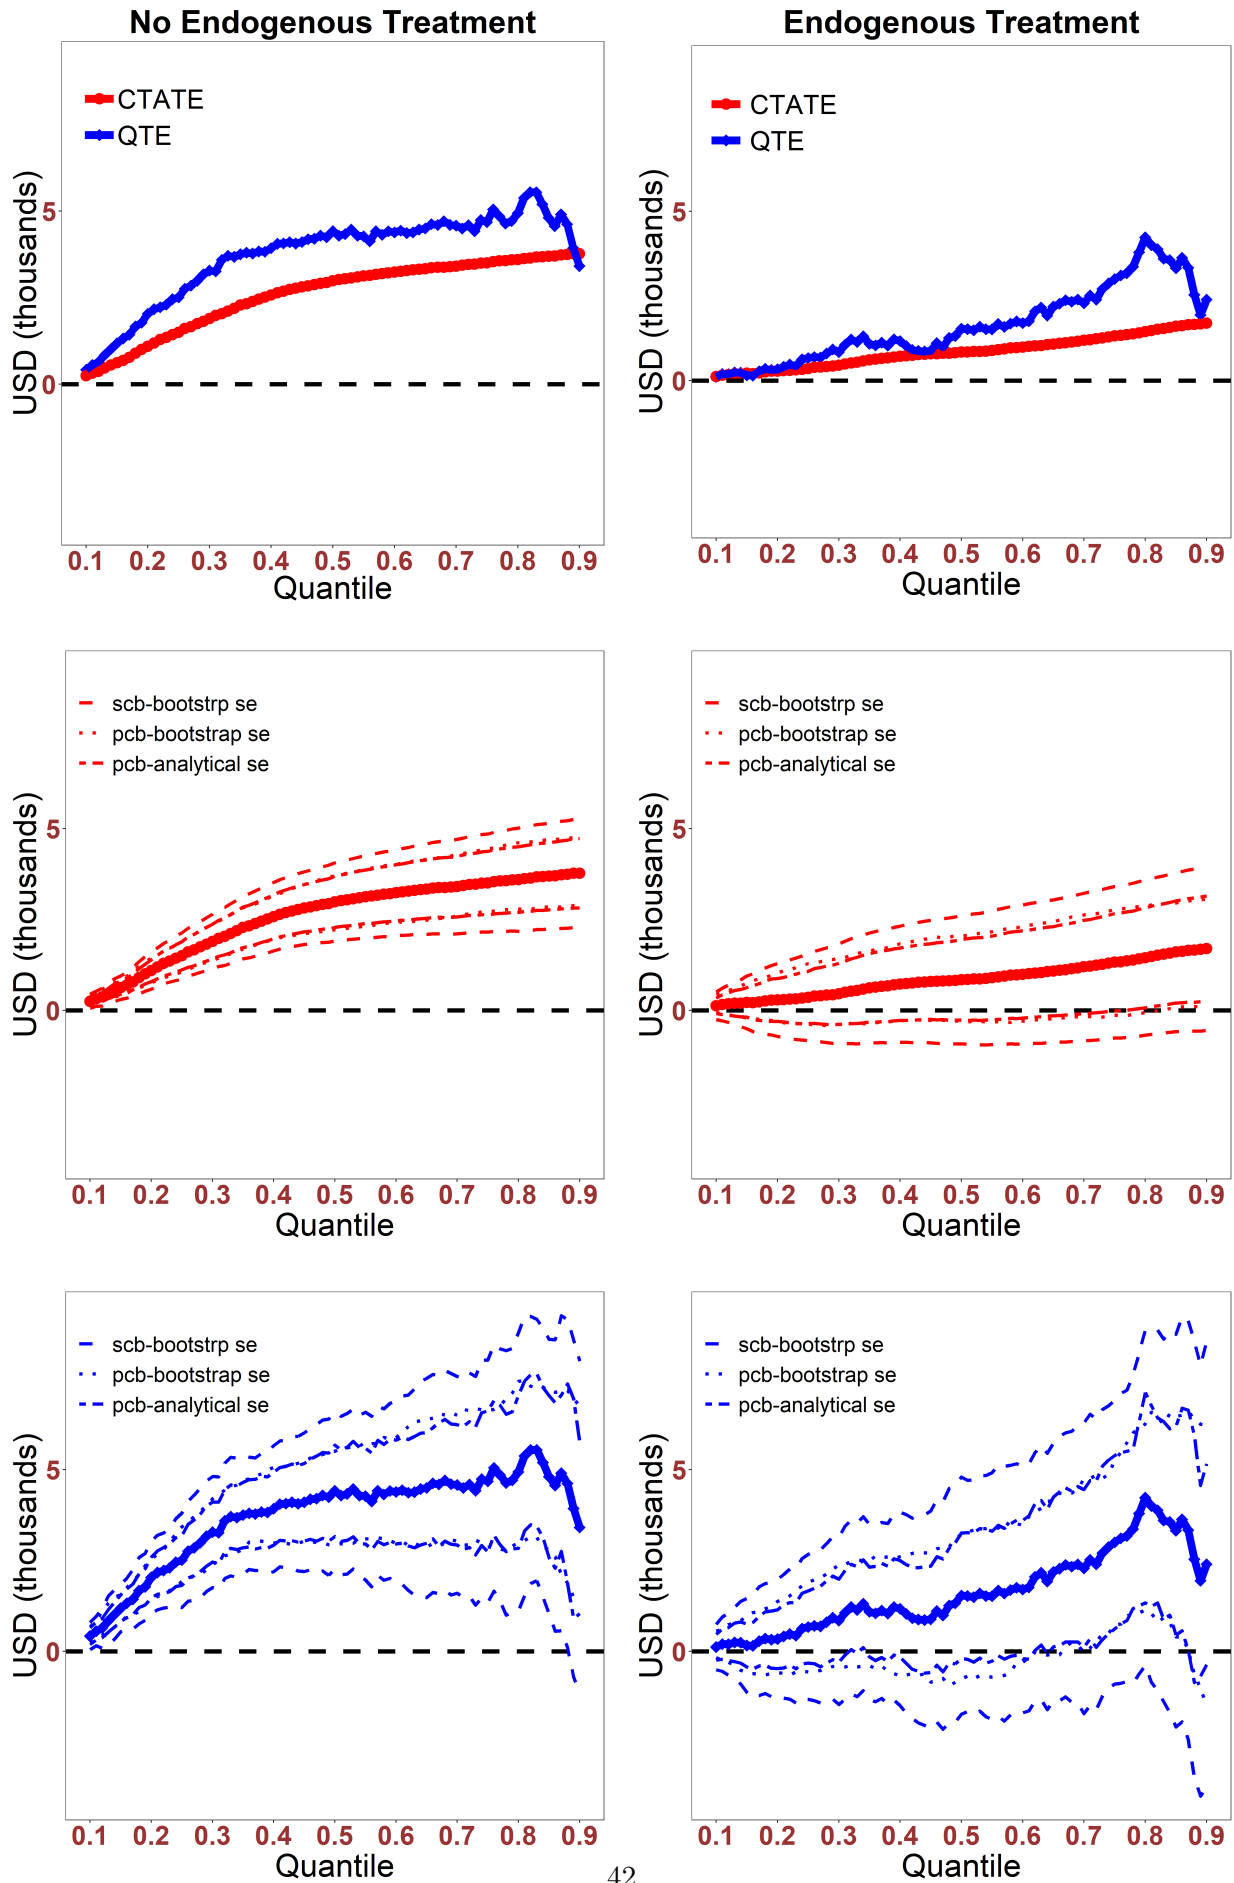 No Endogenous Treatment
CTATE
QTE
USD (thousands)
5
0
0.1 0.2 0.3 0.4 0.5 0.6 0.7 0.8 0.9
Quantile
Endogenous Treatment
CTATE
QTE
USD (thousands)
5
0
0.1 0.2 0.3 0.4 0.5 0.6 0.7 0.8 0.9
Quantile
scb-bootstrp se
pcb-bootstrap se
pcb-analytical se
USD (thousands)
5
0
0.1 0.2 0.3 0.4 0.5 0.6 0.7 0.8 0.9
Quantile
scb-bootstrp se
pcb-bootstrap se
pcb-analytical se
USD (thousands)
5
0
0.1 0.2 0.3 0.4 0.5 0.6 0.7 0.8 0.9
Quantile
scb-bootstrp se
pcb-bootstrap se
pcb-analytical se
USD (thousands)
5
0
0.1 0.2 0.3 0.4 0.5 0.6 0.7 0.8 0.9
Quantile
scb-bootstrp se
pcb-bootstrap se
pcb-analytical se
USD (thousands)
5
0
0.1 0.2 0.3 0.4 0.5 0.6 0.7 0.8 0.9
Quantile
42